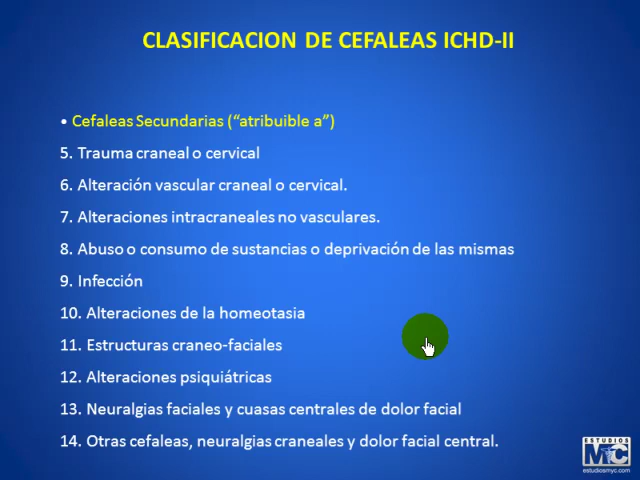 CLASIFICACION DE CEFALEAS ICHD-II
• Cefaleas Secundarias (“atribuible a”)
5. Trauma craneal o cervical
6. Alteración vascular craneal o cervical.
7. Alteraciones intracraneales no vasculares.
8. Abuso o consumo de sustancias o deprivación de las mismas
9. Infección
10. Alteraciones de la homeotasia
11. Estructuras craneo-faciales
12. Alteraciones psiquiátricas
13. Neuralgias faciales y cuasas centrales de dolor facial
14. Otras cefaleas, neuralgias craneales y dolor facial central.
ESTUDIOS
MyC
estudiosmyc.com